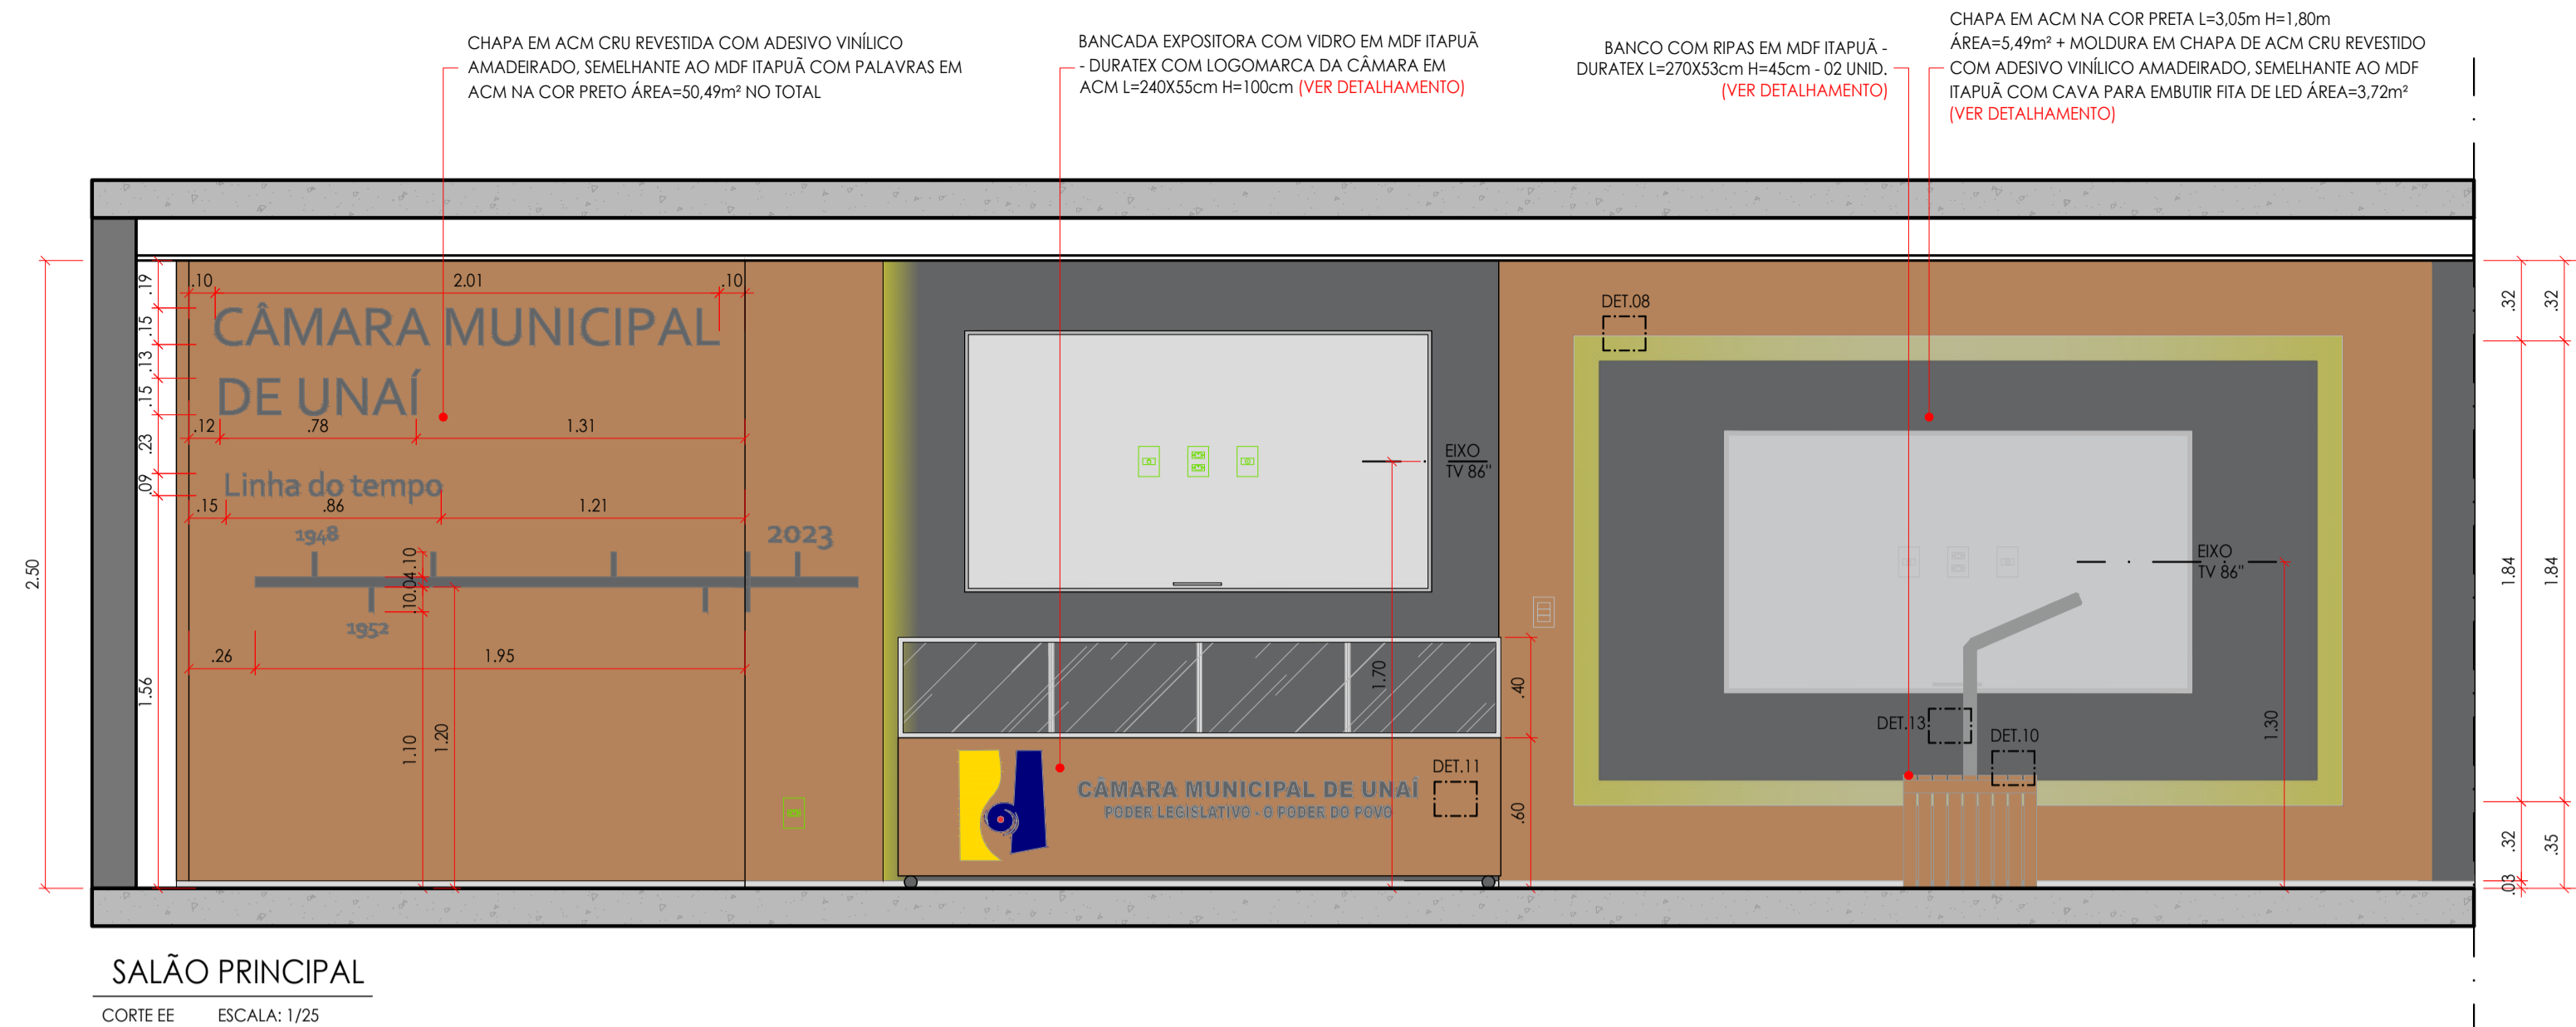 CHAPA EM ACM CRU REVESTIDA COM ADESIVO VINÍLICO
AMADEIRADO, SEMELHANTE AO MDF ITAPUÃ COM PALAVRAS EM
ACM NA COR PRETO ÁREA=50,49m² NO TOTAL
BANCADA EXPOSITORA COM VIDRO EM MDF ITAPUÃ
- DURATEX COM LOGOMARCA DA CÂMARA EM
ACM L=240X55cm H=100cm (VER DETALHAMENTO)
BANCO COM RIPAS EM MDF ITAPUÃ -
DURATEX L=270X53cm H=45cm - 02 UNID.
(VER DETALHAMENTO)
CHAPA EM ACM NA COR PRETA L=3,05m H=1,80m
ÁREA=5,49m² + MOLDURA EM CHAPA DE ACM CRU REVESTIDO
COM ADESIVO VINÍLICO AMADEIRADO, SEMELHANTE AO MDF
ITAPUÃ COM CAVA PARA EMBUTIR FITA DE LED ÁREA=3,72m²
(VER DETALHAMENTO)
2.50
.19
.15
.13
.15
.23
.09
1.56
.10
2.01
.10
CÂMARA MUNICIPAL
DE UNAÍ
.12
.78
1.31
Linha do tempo
.15
.86
1.21
1948
2023
.10
.04
.10
1952
.26
1.95
1.10
1.20
EIXO
TV 86"
1.70
.40
.60
CÂMARA MUNICIPAL DE UNAÍ
PODER LEGISLATIVO - O PODER DO POVO
DET.11
DET.08
EIXO
TV 86"
DET.13
DET.10
1.30
.32
1.84
.32
.03
.32
1.84
.35
SALÃO PRINCIPAL
CORTE EE ESCALA: 1/25